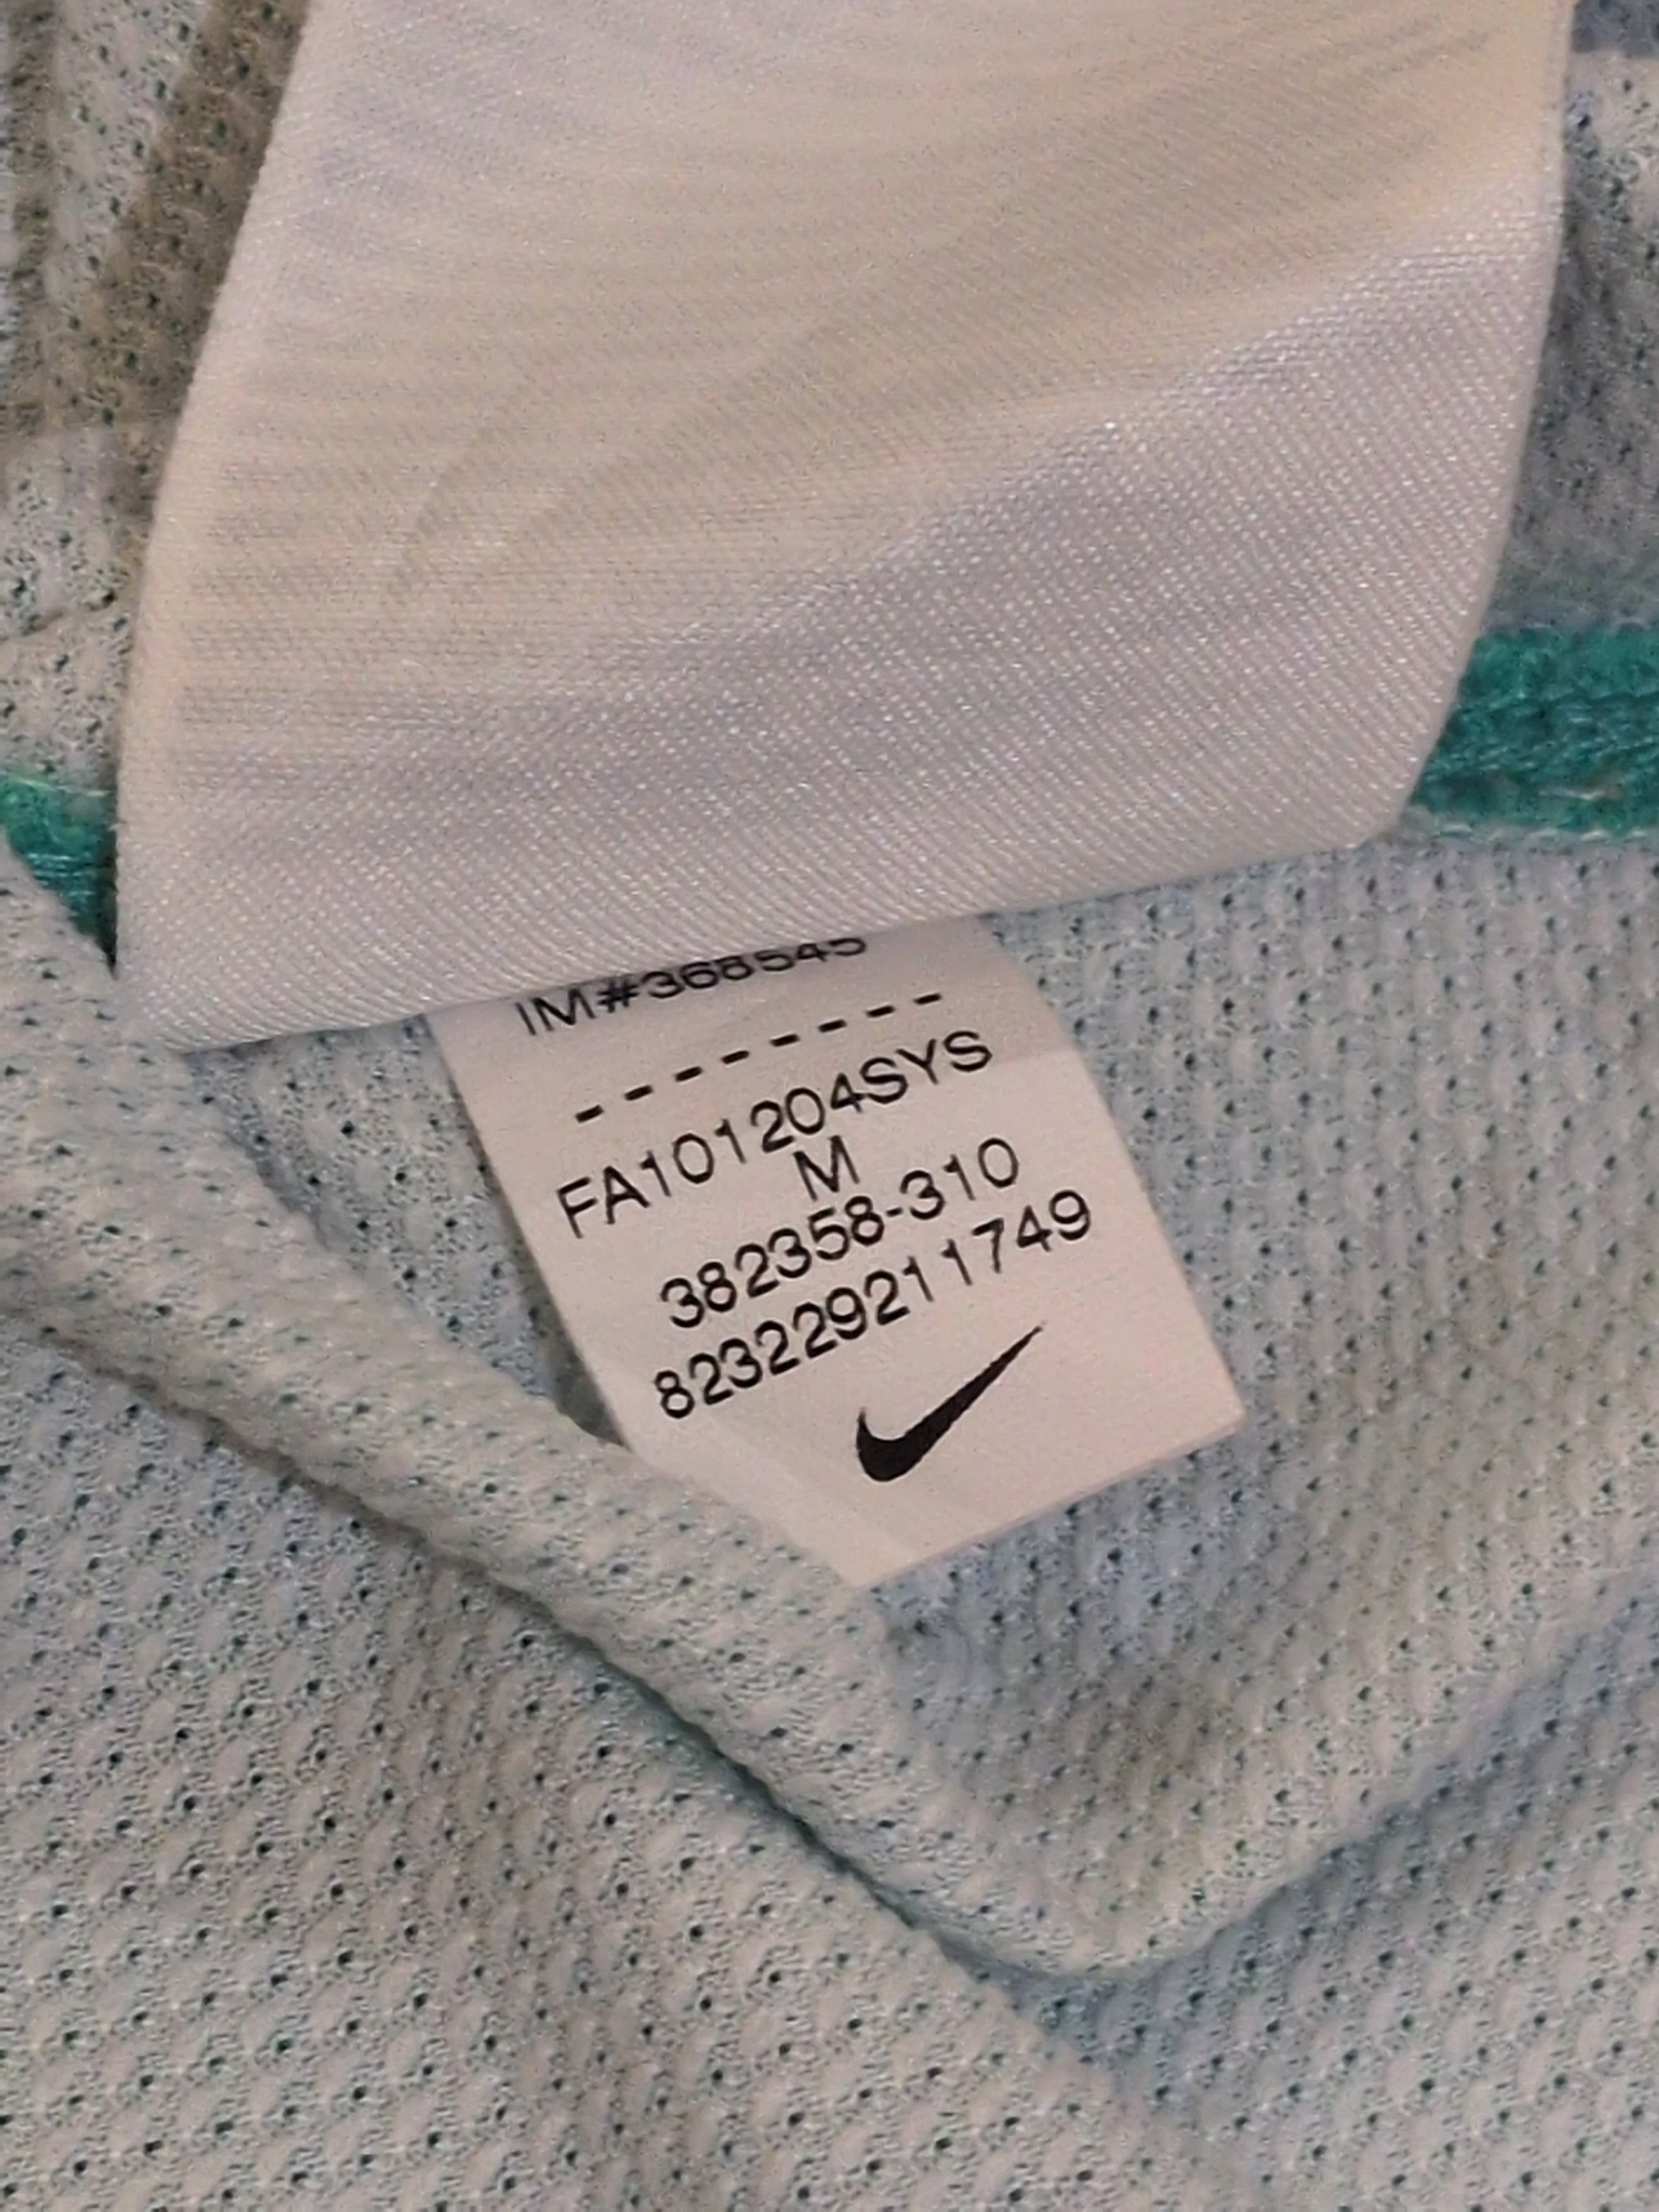 IM#368545
--------
FA101204SYS
M
382358-310
823229211749